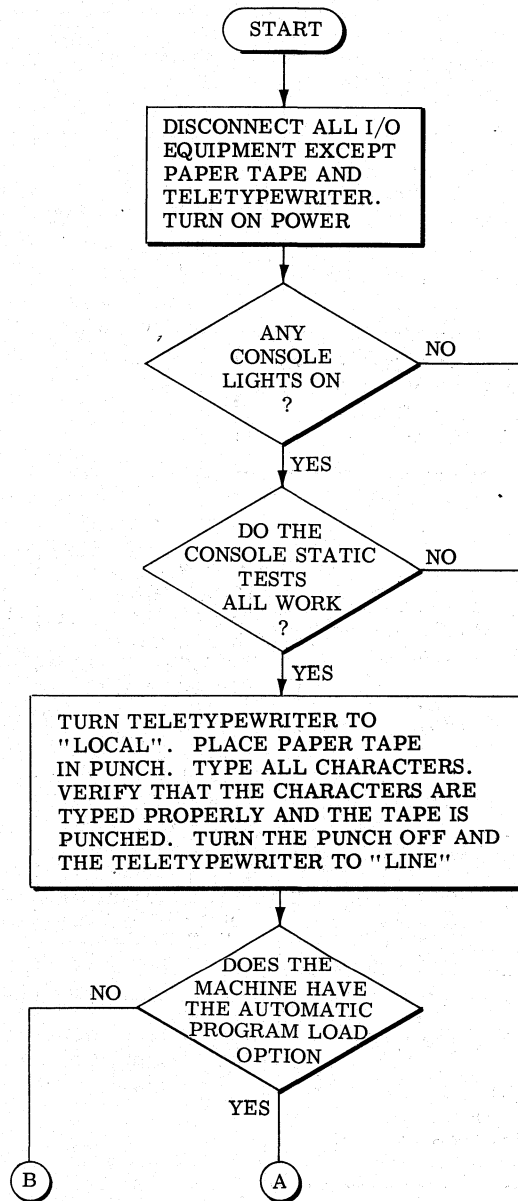 START
DISCONNECT ALL I/O
EQUIPMENT EXCEPT
PAPER TAPE AND
TELETYPEWRITER.
TURN ON POWER
ANY
CONSOLE
LIGHTS ON
?
NO
YES
DO THE
CONSOLE STATIC
TESTS
ALL WORK
?
NO
YES
TURN TELETYPEWRITER TO
"LOCAL". PLACE PAPER TAPE
IN PUNCH. TYPE ALL CHARACTERS.
VERIFY THAT THE CHARACTERS ARE
TYPED PROPERLY AND THE TAPE IS
PUNCHED. TURN THE PUNCH OFF AND
THE TELETYPEWRITER TO "LINE"
DOES THE
MACHINE HAVE
THE AUTOMATIC
PROGRAM LOAD
OPTION
NO
YES
B
A